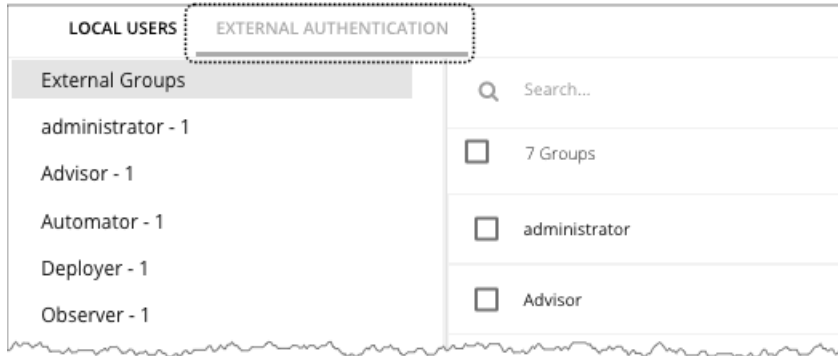 LOCAL USERS EXTERNAL AUTHENTICATION
External Groups
administrator - 1
Advisor - 1
Automator - 1
Deployer - 1
Observer - 1
Search...
7 Groups
administrator
Advisor